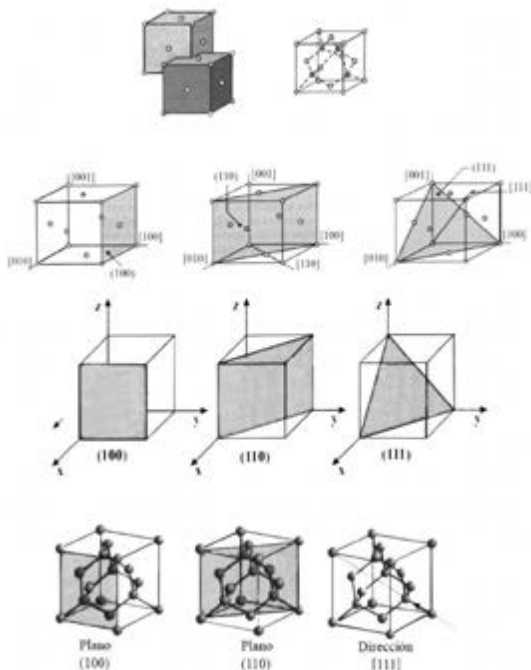 [001]
(110)
[001]
[001]
(111)
[111]
[100]
[100]
[100]
[010]
(100)
[010]
[110]
[010]
z
z
z
y
y
y
x
(100)
x
(110)
x
(111)
Plano
(100)
Plano
(110)
Dirección
[111]